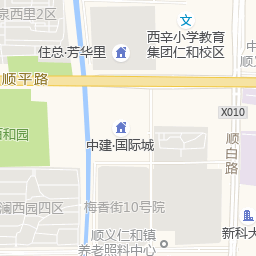 泉西里2区
西辛小学教育
集团仁和校区
住总·芳华里
顺平路
X010
顺白路
中建·国际城
和园
澜西园四区
梅香街10号院
新科大
顺义仁和镇
养老照料中心